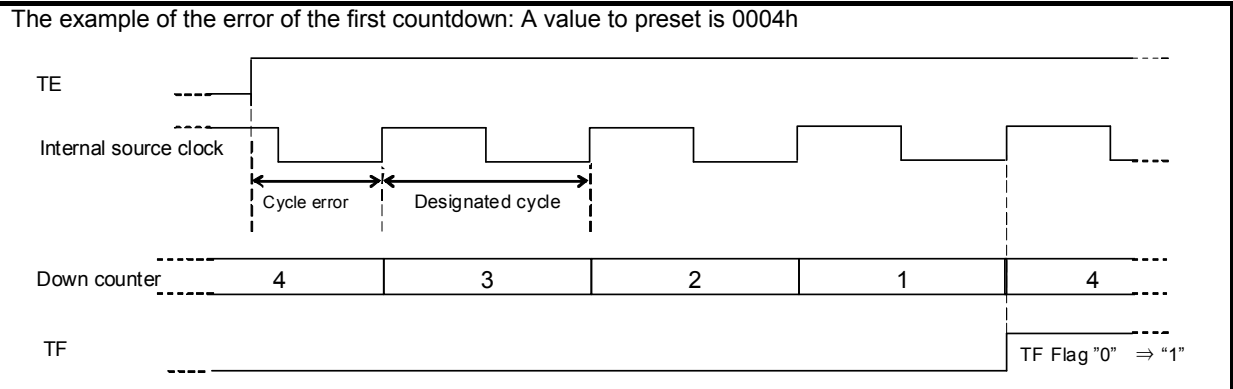 The example of the error of the first countdown: A value to preset is 0004h
TE
Internal source clock
Cycle error
Designated cycle
Down counter
4 3 2 1 4
TF
TF Flag "0" ⇒ "1"